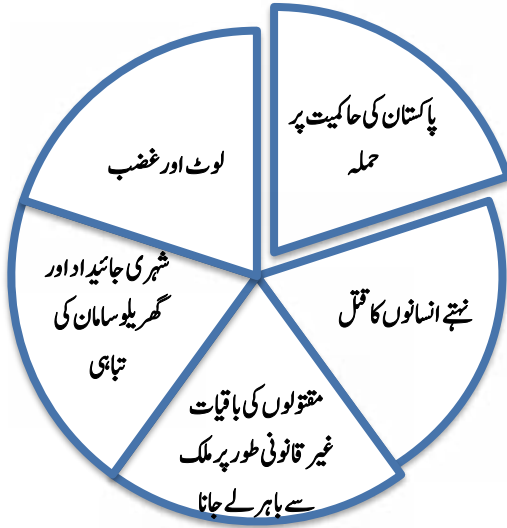 پاکستان کی حاکمیت پر
حملہ
نہتے انسانوں کا قتل
مقتولوں کی باقیات
غیر قانونی طور پر ملک
سے باہر لے جانا
شہری جائیداد اور
گھریلو سامان کی
تباہی
لوٹ اور غضب